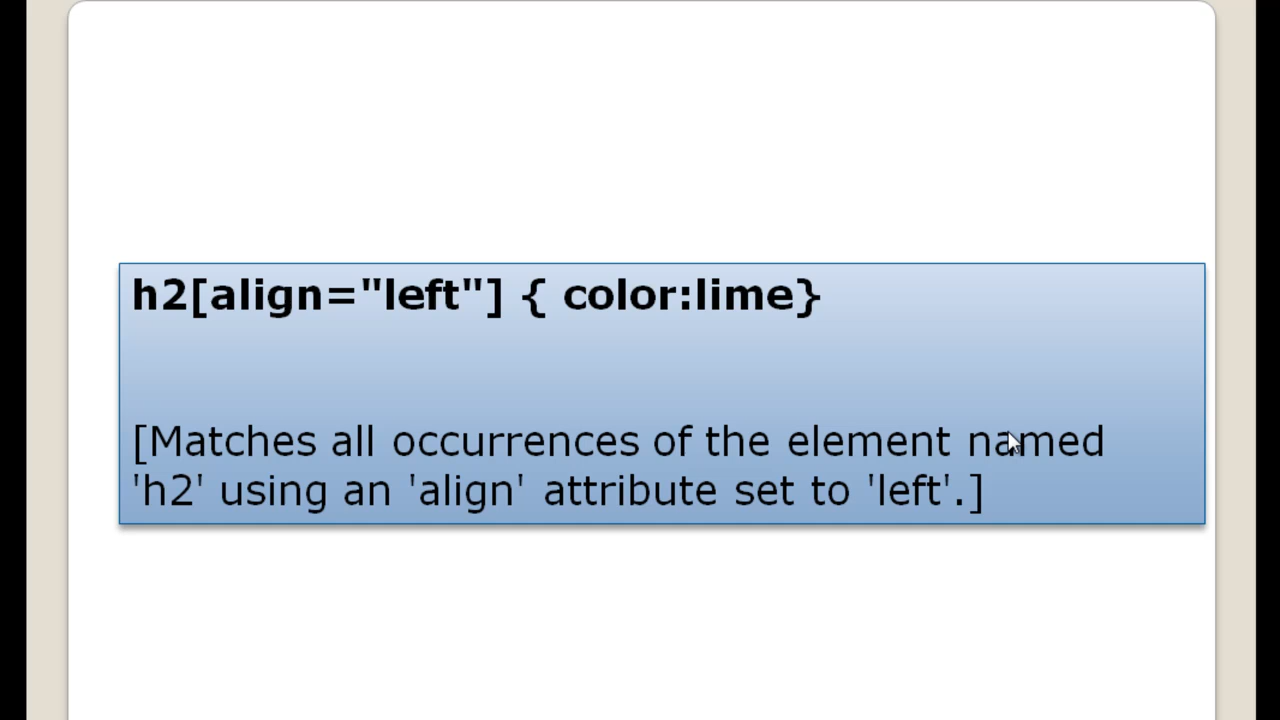 h2[align="left"] { color:lime}
[Matches all occurrences of the element named
'h2' using an 'align' attribute set to 'left'.]